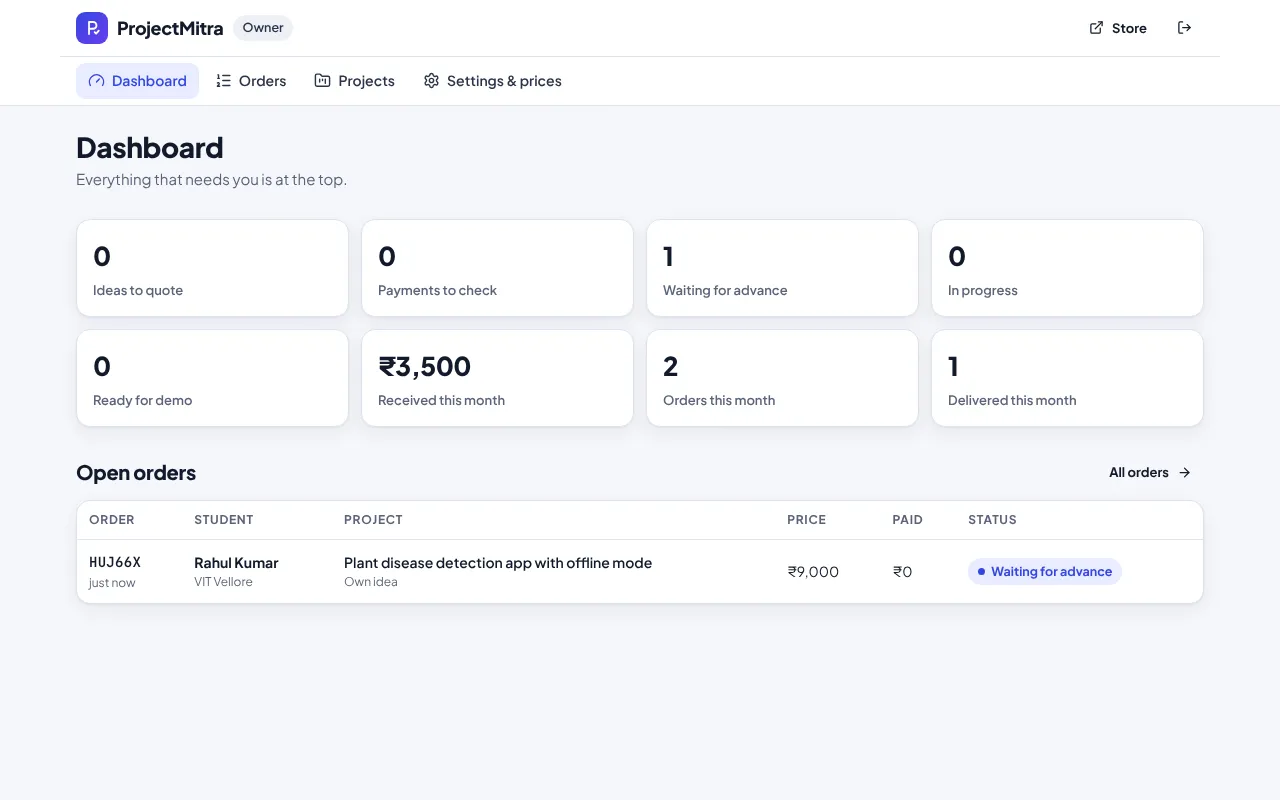 ProjectMitra Owner Store
Dashboard Orders Projects Settings & prices
Dashboard
Everything that needs you is at the top.
0
Ideas to quote
0
Payments to check
1
Waiting for advance
0
In progress
0
Ready for demo
₹3,500
Received this month
2
Orders this month
1
Delivered this month
Open orders All orders
ORDER STUDENT PROJECT PRICE PAID STATUS
HUJ66X Rahul Kumar Plant disease detection app with offline mode ₹9,000 ₹0 Waiting for advance
just now VIT Vellore Own idea